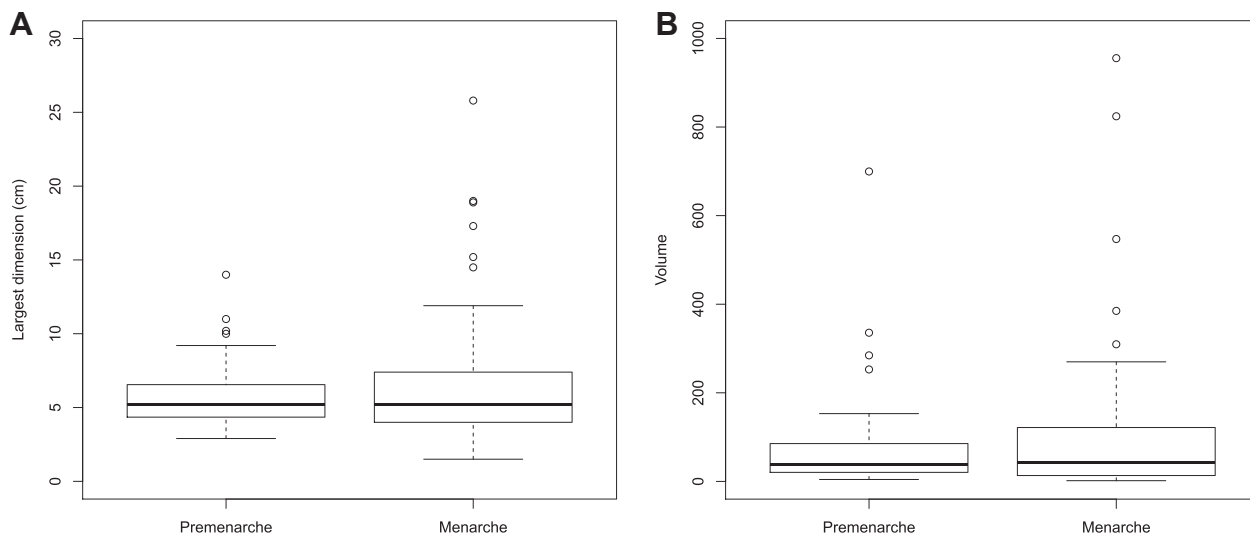 A
Largest dimension (cm)
30
25
20
15
10
5
0
Premenarche
Menarche
B
Volume
1000
800
600
400
200
0
Premenarche
Menarche